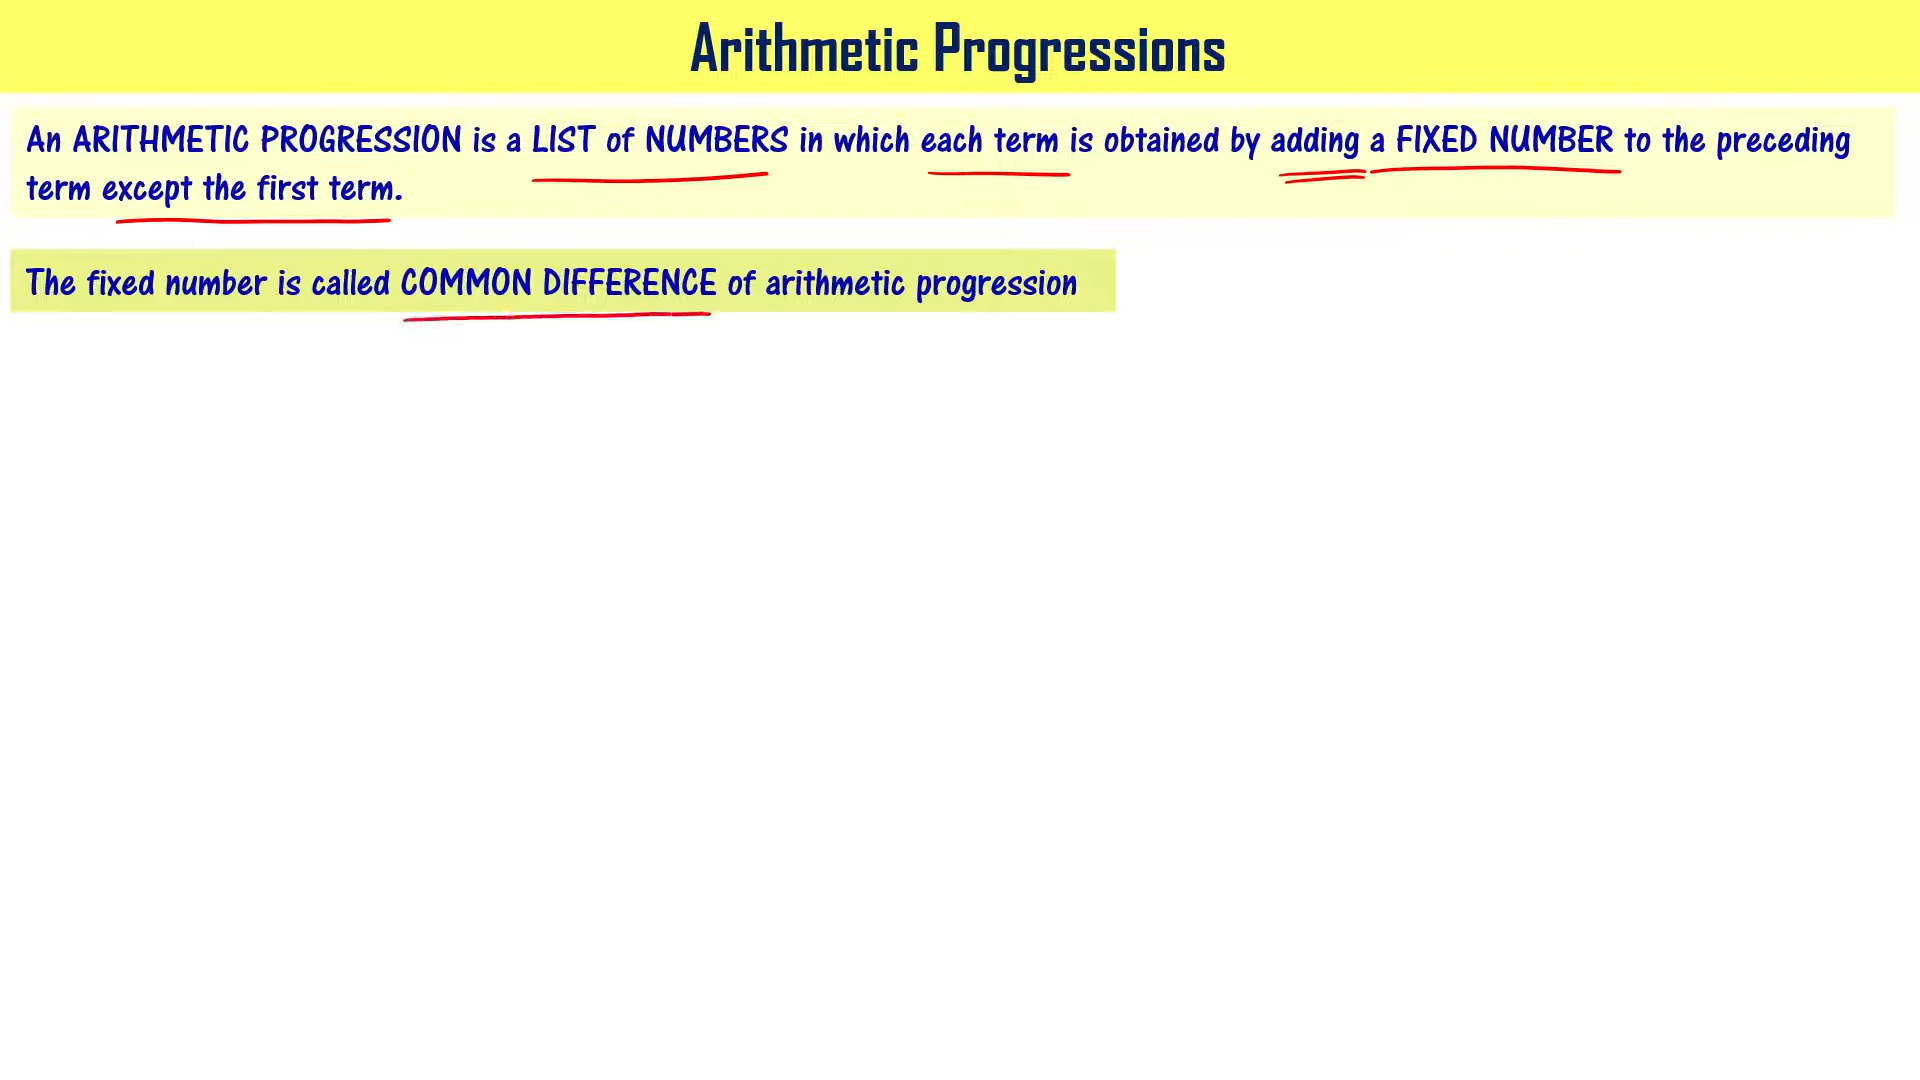 Arithmetic Progressions
An ARITHMETIC PROGRESSION is a LIST of NUMBERS in which each term is obtained by adding a FIXED NUMBER to the preceding
term except the first term.
The fixed number is called COMMON DIFFERENCE of arithmetic progression